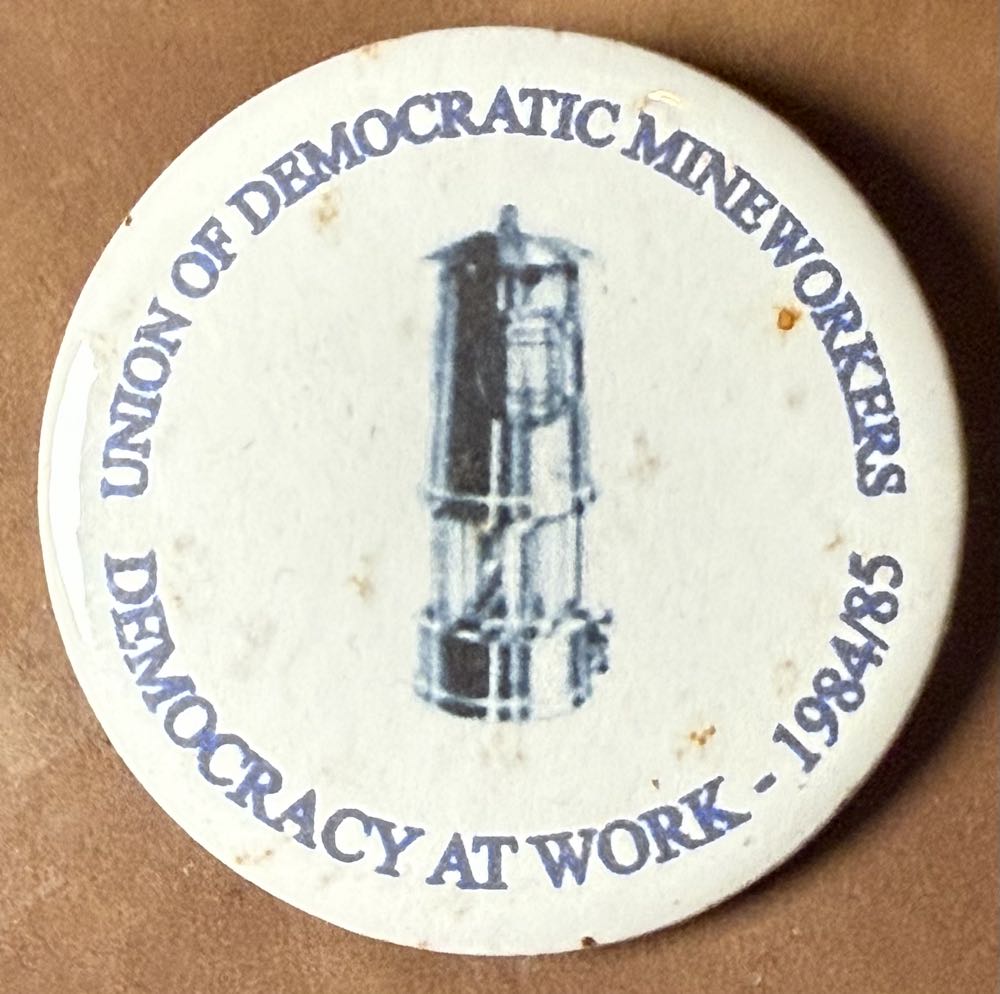 UNION OF DEMOCRATIC MINEWORKERS
DEMOCRACY AT WORK - 1984/85